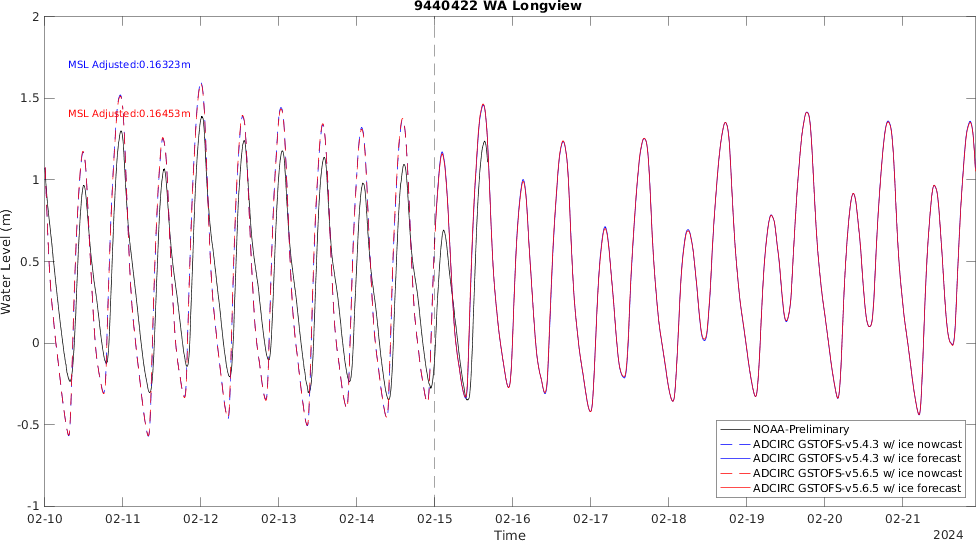 9440422 WA Longview
2
1.5
1
0.5
0
-0.5
-1
Water Level (m)
MSL Adjusted:0.16323m
MSL Adjusted:0.16453m
NOAA-Preliminary
ADCIRC GSTOFS-v5.4.3 w/ ice nowcast
ADCIRC GSTOFS-v5.4.3 w/ ice forecast
ADCIRC GSTOFS-v5.6.5 w/ ice nowcast
ADCIRC GSTOFS-v5.6.5 w/ ice forecast
02-10 02-11 02-12 02-13 02-14 02-15 02-16 02-17 02-18 02-19 02-20 02-21
Time
2024